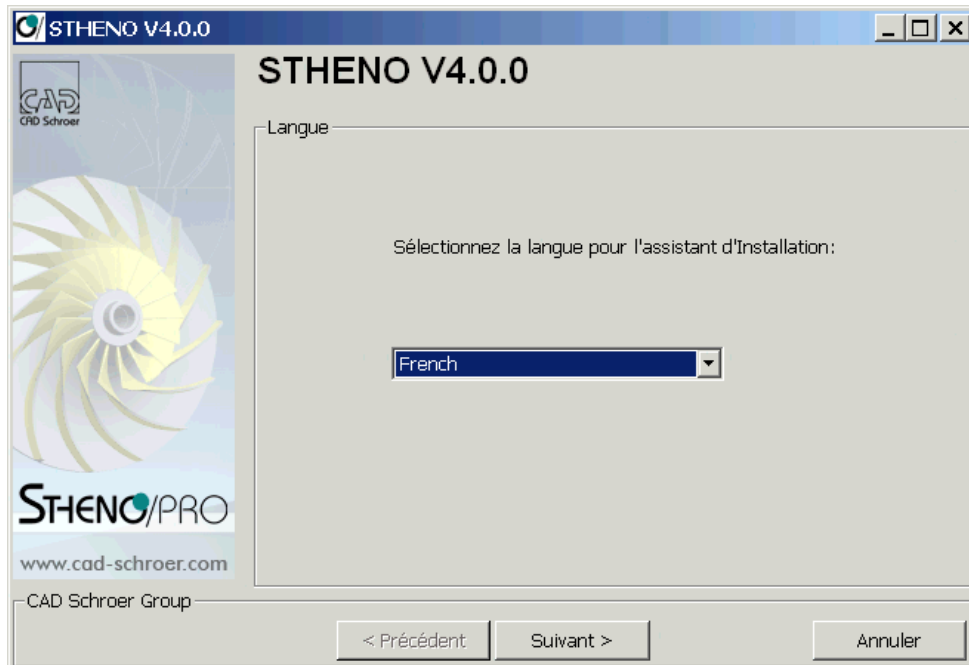 STHENO V4.0.0
CAD
CAD Schroer
STHENO V4.0.0
Langue
Sélectionnez la langue pour l'assistant d'Installation:
French
STHENO/PRO
www.cad-schroer.com
CAD Schroer Group
< Précédent
Suivant >
Annuler